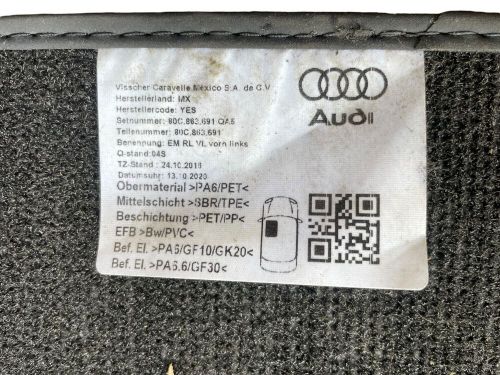 Visscher Caravelle México S.A. de C.V.
Herstellerland: MX
Herstellercode: YES
Setnummer: 80C.863.691 QA5
Teilenummer: 80C.863.691
Benennung: EM RL VL vorn links
Q-stand: 04S
TZ-Stand : 24.10.2016
Datumsuhr: 13.10.2020
Obermaterial >PA6/PET<
Mittelschicht >SBR/TPE<
Beschichtung >PET/PP<
EFB >Bw/PVC<
Bef. El. >PA6/GF10/GK20<
Bef. El. >PA6.6/GF30<
Audi